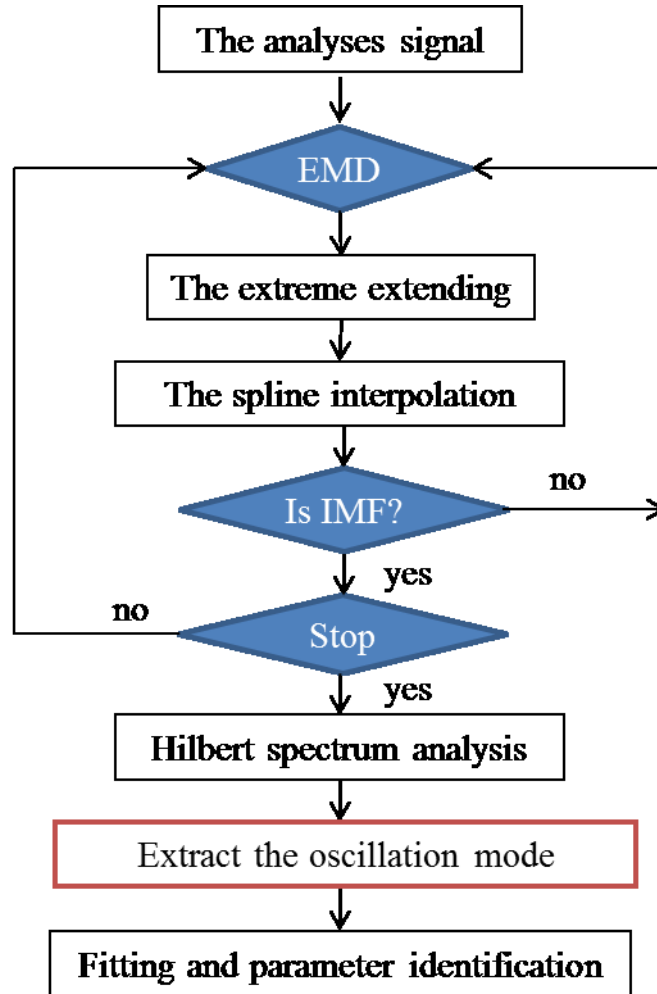 The analyses signal
EMD
The extreme extending
The spline interpolation
Is IMF?
no
yes
no
Stop
yes
Hilbert spectrum analysis
Extract the oscillation mode
Fitting and parameter identification